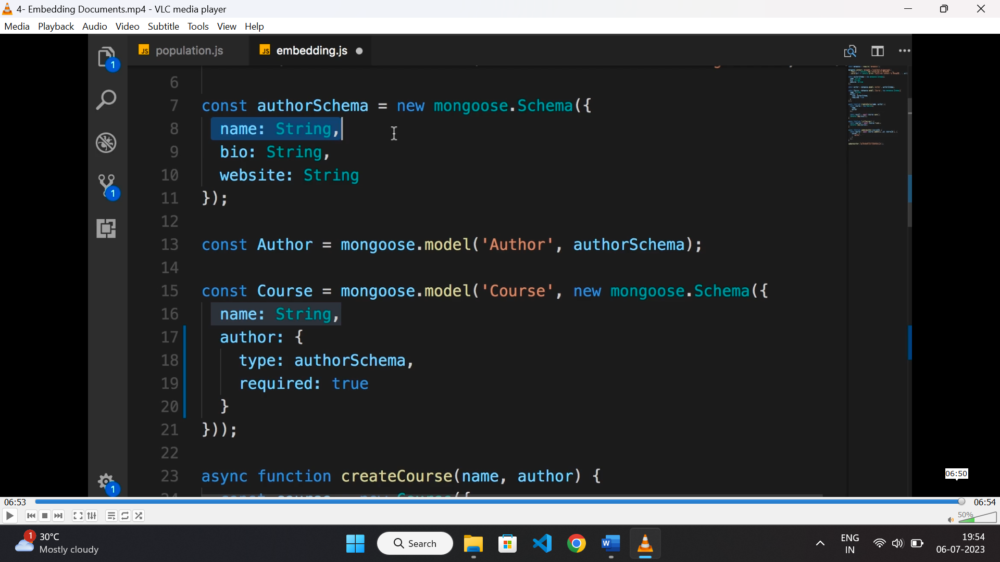 4- Embedding Documents.mp4 - VLC media player
Media Playback Audio Video Subtitle Tools View Help
1
JS population.js
JS embedding.js
6
7 const authorSchema = new mongoose.Schema({
8 name: String,
9 bio: String,
10 website: String
11 });
12
13 const Author = mongoose.model('Author', authorSchema);
14
15 const Course = mongoose.model('Course', new mongoose.Schema({
16 name: String,
17 author: {
18 type: authorSchema,
19 required: true
20 }
21 }));
22
23 async function createCourse(name, author) {
1
1
06:50
06:53
06:54
50%
1
30°C
Mostly cloudy
Search
W
ENG
IN
19:54
06-07-2023